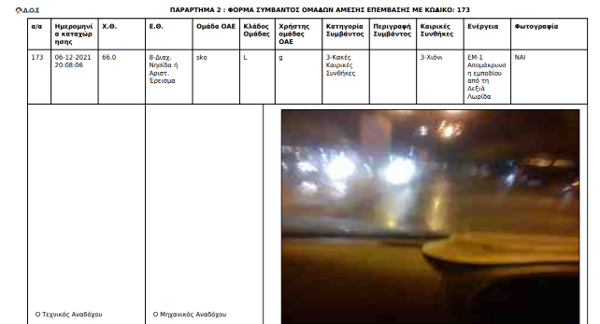 Ο.Δ.Ο.Σ
ΠΑΡΑΡΤΗΜΑ 2 : ΦΟΡΜΑ ΣΥΜΒΑΝΤΟΣ ΟΜΑΔΩΝ ΑΜΕΣΗΣ ΕΠΕΜΒΑΣΗΣ ΜΕ ΚΩΔΙΚΟ: 173
α/α Ημερομηνί Χ.Θ. Ε.Θ. Ομάδα ΟΑΕ Κλάδος Χρήστης Κατηγορία Περιγραφή Καιρικές Ενέργεια Φωτογραφία
α καταχώρ Ομάδας ομάδας Συμβάντος Συμβάντος Συνθήκες
ησης ΟΑΕ
173 06-12-2021 66.0 8-Διαχ. sko L g 3-Κακές 3-Χιόνι ΕΜ-1 ΝΑΙ
20:08:06 Νησίδα ή Καιρικές Απομάκρυνσ
Αριστ. Συνθήκες η εμποδίου
Έρεισμα από τη
Δεξιά
Λωρίδα
Ο Τεχνικός Αναδόχου Ο Μηχανικός Αναδόχου